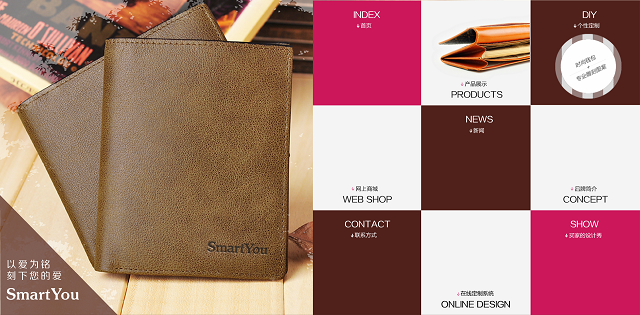 SmartYou
以爱为铭
刻下您的爱
SmartYou
INDEX
首页
产品展示
PRODUCTS
DIY
个性定制
时尚钱包
+
专业雕刻图案
NEWS
新闻
网上商城
WEB SHOP
品牌简介
CONCEPT
CONTACT
联系方式
在线定制系统
ONLINE DESIGN
SHOW
买家的设计秀